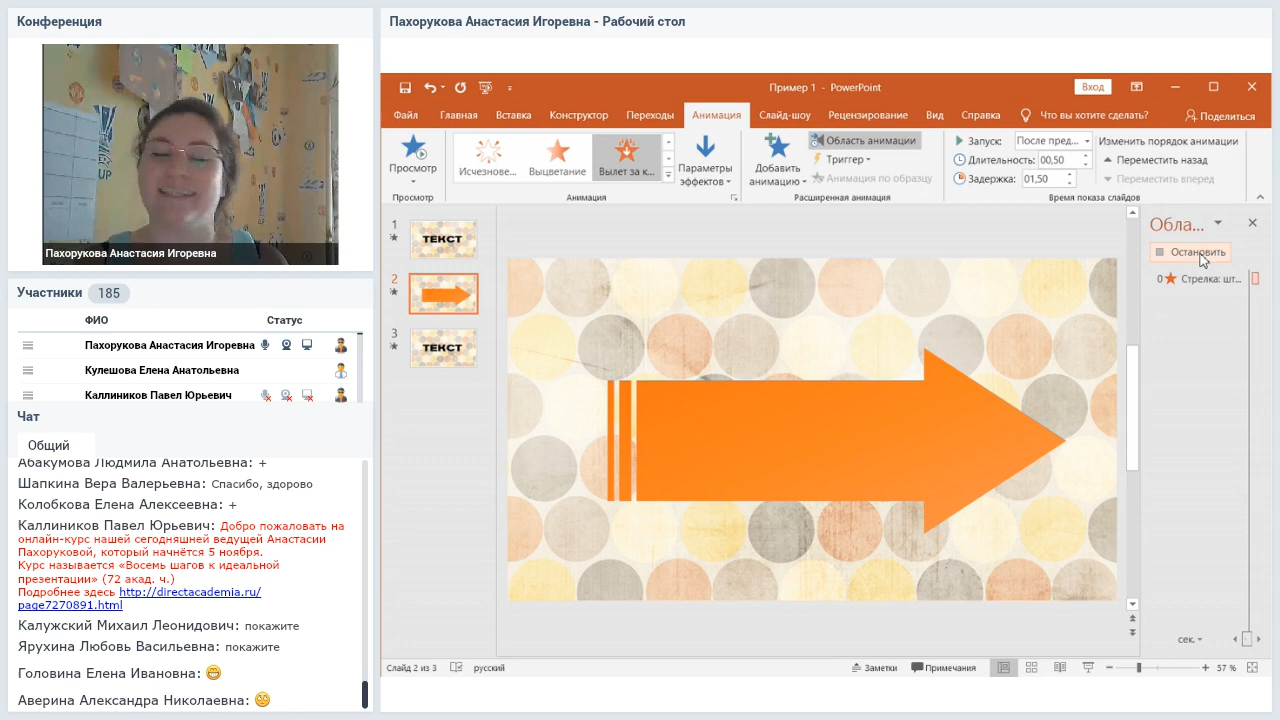 Конференция
Пахорукова Анастасия Игоревна
Участники 185
ФИО Статус
Пахорукова Анастасия Игоревна
Кулешова Елена Анатольевна
Каллиников Павел Юрьевич
Чат
Общий
Абакумова Людмила Анатольевна: +
Шапкина Вера Валерьевна: Спасибо, здорово
Колобкова Елена Алексеевна: +
Каллиников Павел Юрьевич: Добро пожаловать на
онлайн-курс нашей сегодняшней ведущей Анастасии
Пахоруковой, который начнётся 5 ноября.
Курс называется «Восемь шагов к идеальной
презентации» (72 акад. ч.)
Подробнее здесь http://directacademia.ru/
page7270891.html
Калужский Михаил Леонидович: покажите
Ярухина Любовь Васильевна: покажите
Головина Елена Ивановна:
Аверина Александра Николаевна:
Пахорукова Анастасия Игоревна - Рабочий стол
Пример 1 - PowerPoint
Вход
Файл Главная Вставка Конструктор Переходы Анимация Слайд-шоу Рецензирование Вид Справка Что вы хотите сделать? Поделиться
Просмотр
Просмотр
Исчезнове... Выцветание Вылет за к...
Анимация
Параметры
эффектов
Добавить
анимацию
Область анимации
Триггер
Анимация по образцу
Расширенная анимация
Запуск: После пред...
Длительность: 00,50
Задержка: 01,50
Изменить порядок анимации
Переместить назад
Переместить вперед
Время показа слайдов
1
ТЕКСТ
2
3
ТЕКСТ
Обла...
Остановить
0 Стрелка: шт...
сек.
Слайд 2 из 3 русский Заметки Примечания 57 %